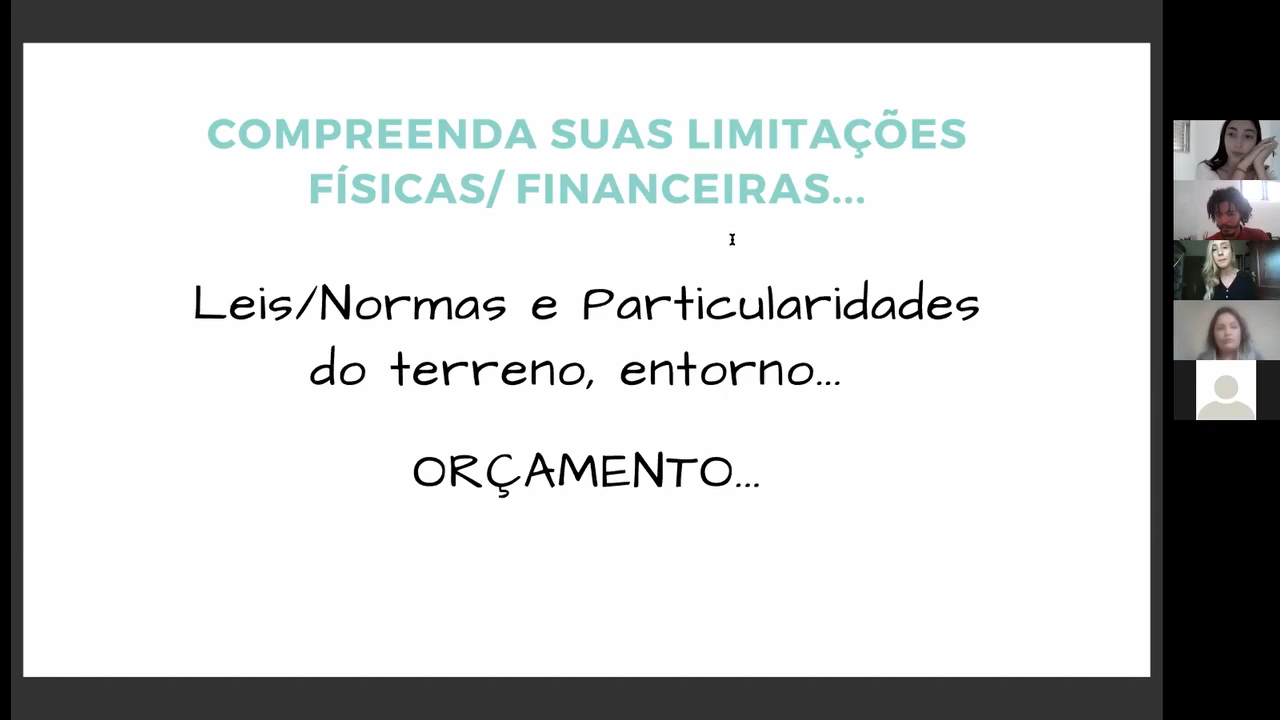 COMPREENDA SUAS LIMITAÇÕES
FÍSICAS/ FINANCEIRAS...
Leis/Normas e Particularidades
do terreno, entorno...
ORÇAMENTO...